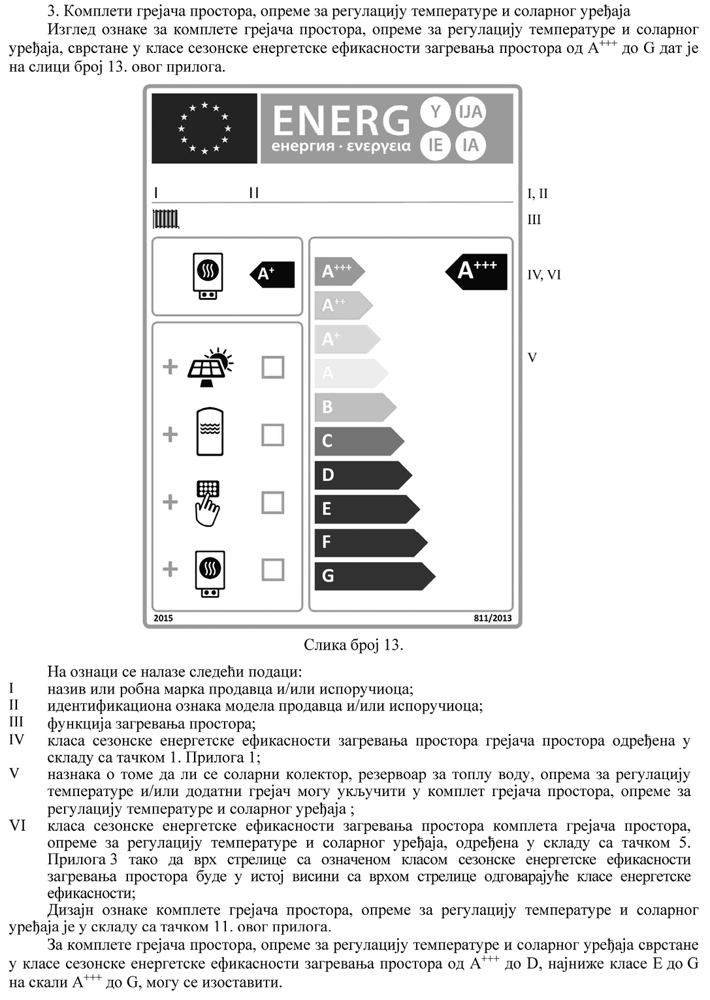 3. Комплети грејача простора, опреме за регулацију температуре и соларног уређаја
Изглед ознаке за комплете грејача простора, опреме за регулацију температуре и соларног
уређаја, сврстане у класе сезонске енергетске ефикасности загревања простора од А+++ до G дат је
на слици број 13. овог прилога.
ENERG
енергия · ενεργεια
Y IJA
IE IA
I II
I, II
III
A+
A+++
A+++
IV, VI
A++
A+
V
A
B
C
D
E
F
G
2015
811/2013
Слика број 13.
На ознаци се налазе следећи подаци:
I назив или робна марка продавца и/или испоручиоца;
II идентификациона ознака модела продавца и/или испоручиоца;
III функција загревања простора;
IV класа сезонске енергетске ефикасности загревања простора грејача простора одређена у
складу са тачком 1. Прилога 1;
V назнака о томе да ли се соларни колектор, резервоар за топлу воду, опрема за регулацију
температуре и/или додатни грејач могу укључити у комплет грејача простора, опреме за
регулацију температуре и соларног уређаја ;
VI класа сезонске енергетске ефикасности загревања простора комплета грејача простора,
опреме за регулацију температуре и соларног уређаја, одређена у складу са тачком 5.
Прилога 3 тако да врх стрелице са означеном класом сезонске енергетске ефикасности
загревања простора буде у истој висини са врхом стрелице одговарајуће класе енергетске
ефикасности;
Дизајн ознаке комплете грејача простора, опреме за регулацију температуре и соларног
уређаја је у складу са тачком 11. овог прилога.
За комплете грејача простора, опреме за регулацију температуре и соларног уређаја сврстане
у класе сезонске енергетске ефикасности загревања простора од А+++ до D, најниже класе Е до G
на скали А+++ до G, могу се изоставити.